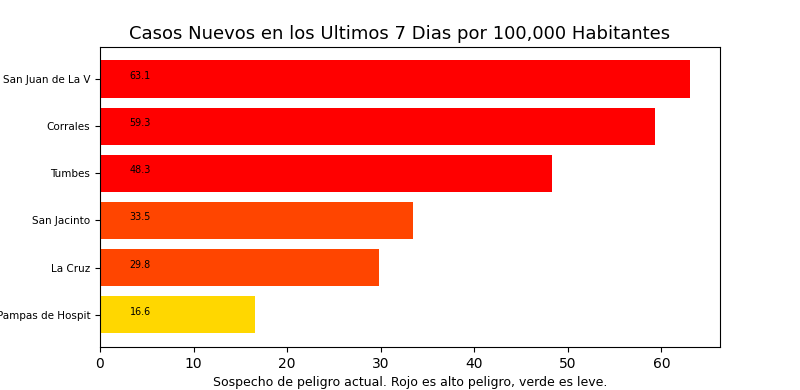 Casos Nuevos en los Ultimos 7 Dias por 100,000 Habitantes
San Juan de La V 63.1
Corrales 59.3
Tumbes 48.3
San Jacinto 33.5
La Cruz 29.8
Pampas de Hospit 16.6
0 10 20 30 40 50 60
Sospecho de peligro actual. Rojo es alto peligro, verde es leve.